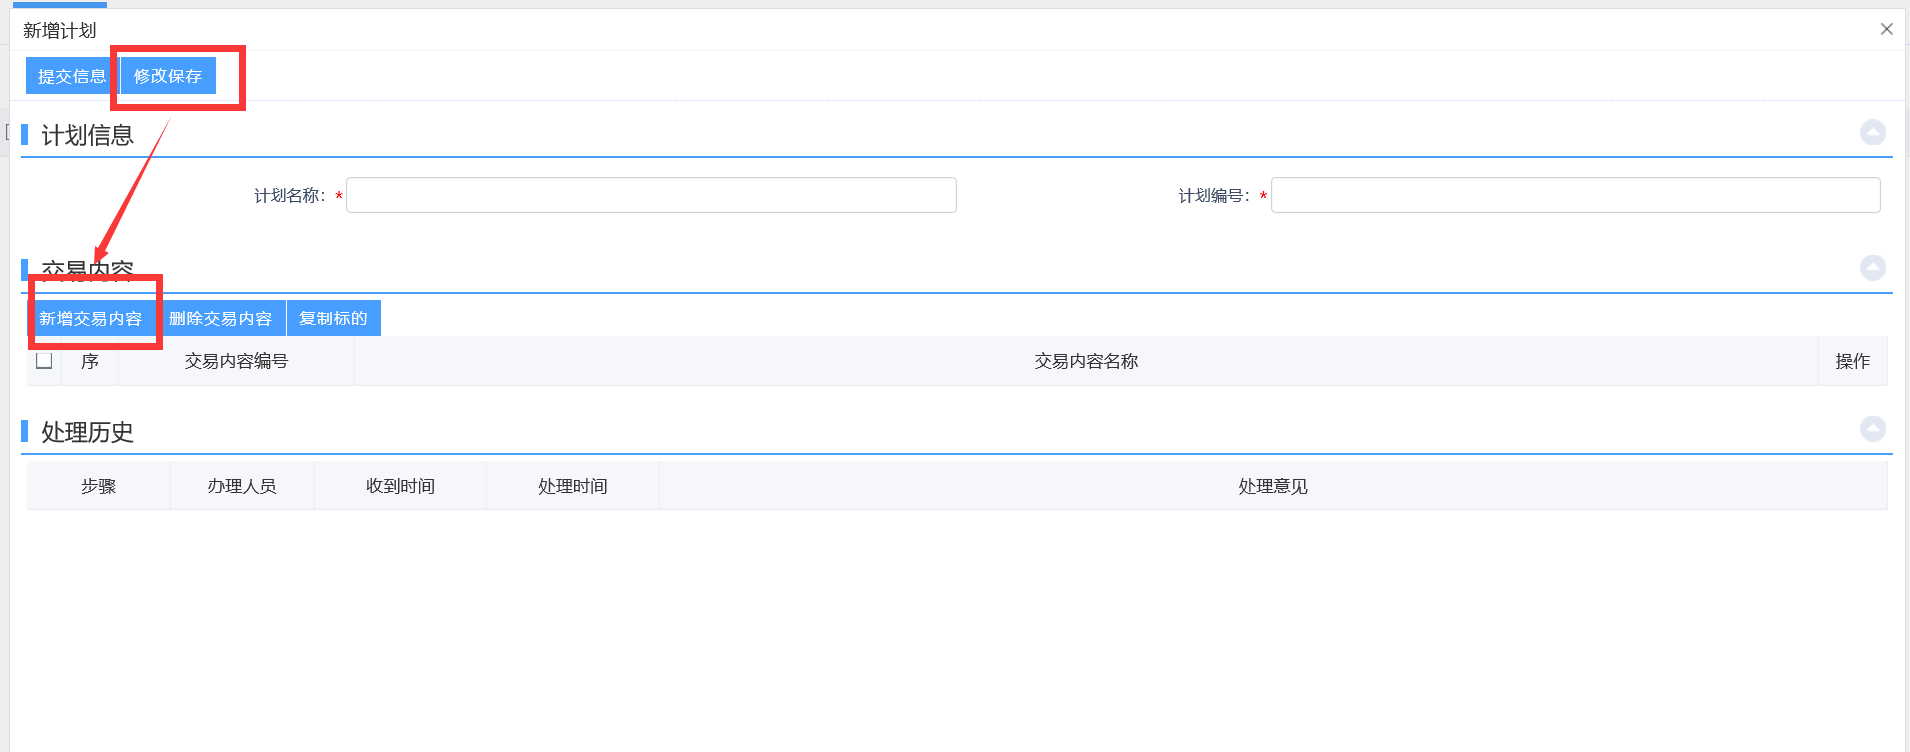 新增计划
提交信息 修改保存
计划信息
计划名称：* 计划编号：*
交易内容
新增交易内容 删除交易内容 复制标的
序 交易内容编号 交易内容名称 操作
处理历史
步骤 办理人员 收到时间 处理时间 处理意见